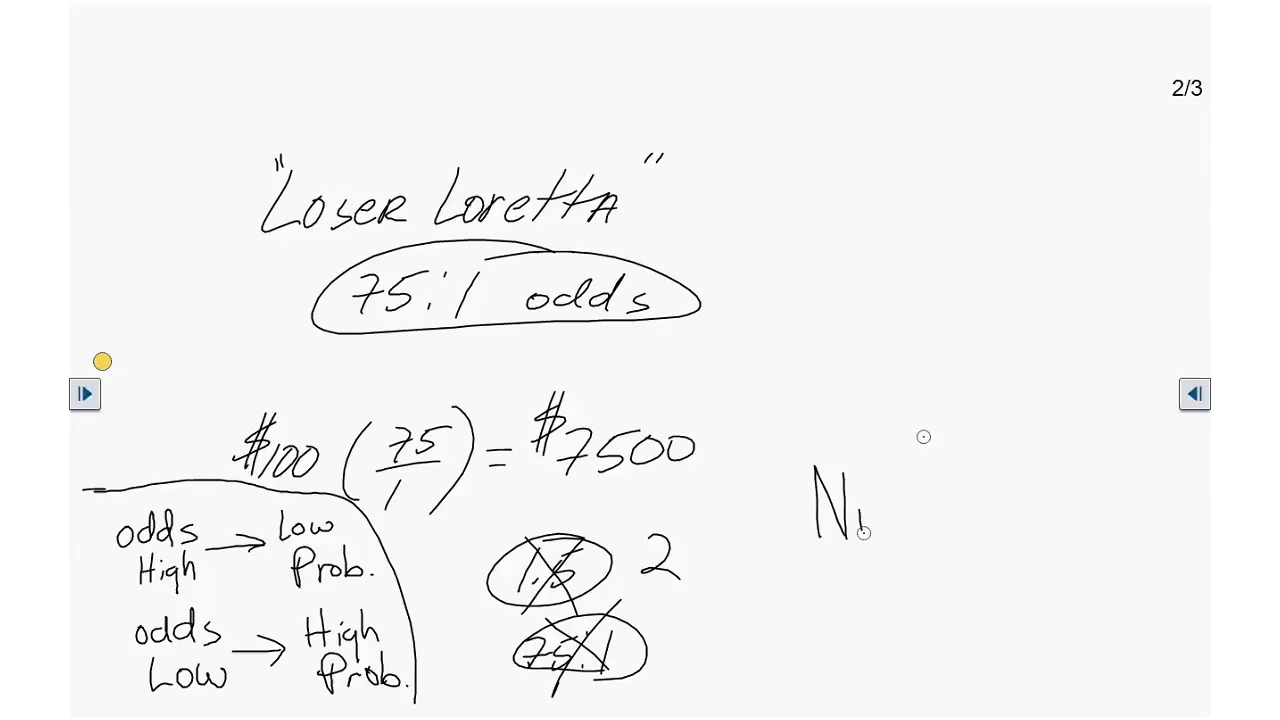 2/3
"Loser Loretta"
75:1 odds
$100 (75/1) = $7500
odds High → Low Prob.
odds Low → High Prob.
1.5 2
75:1
N